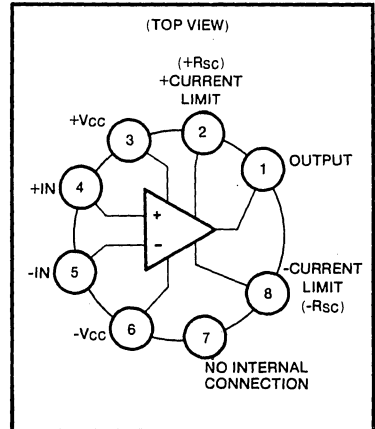 (TOP VIEW)
(+RSC)
+CURRENT
LIMIT
+VCC
3
2
1
OUTPUT
+IN
4
+
-
-IN
5
-CURRENT
LIMIT
(-RSC)
8
-VCC
6
7
NO INTERNAL
CONNECTION